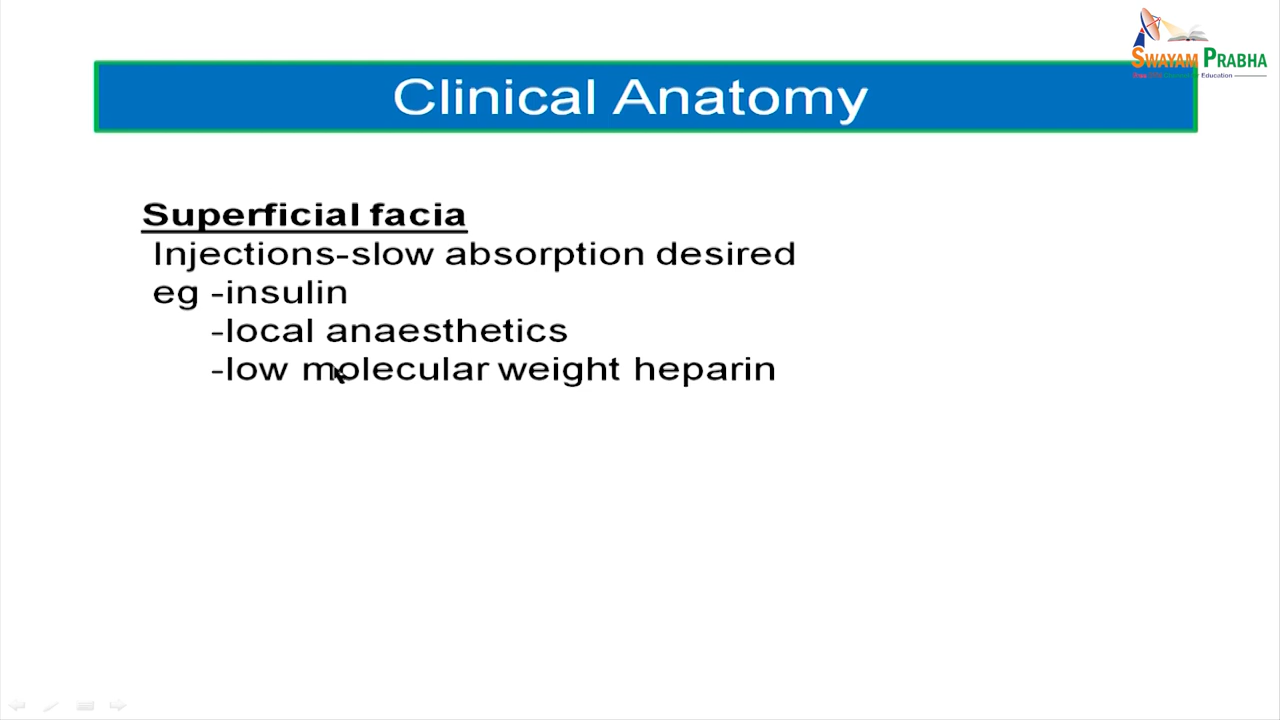 SWAYAM PRABHA
Clinical Anatomy
Superficial facia
Injections-slow absorption desired
eg -insulin
-local anaesthetics
-low molecular weight heparin